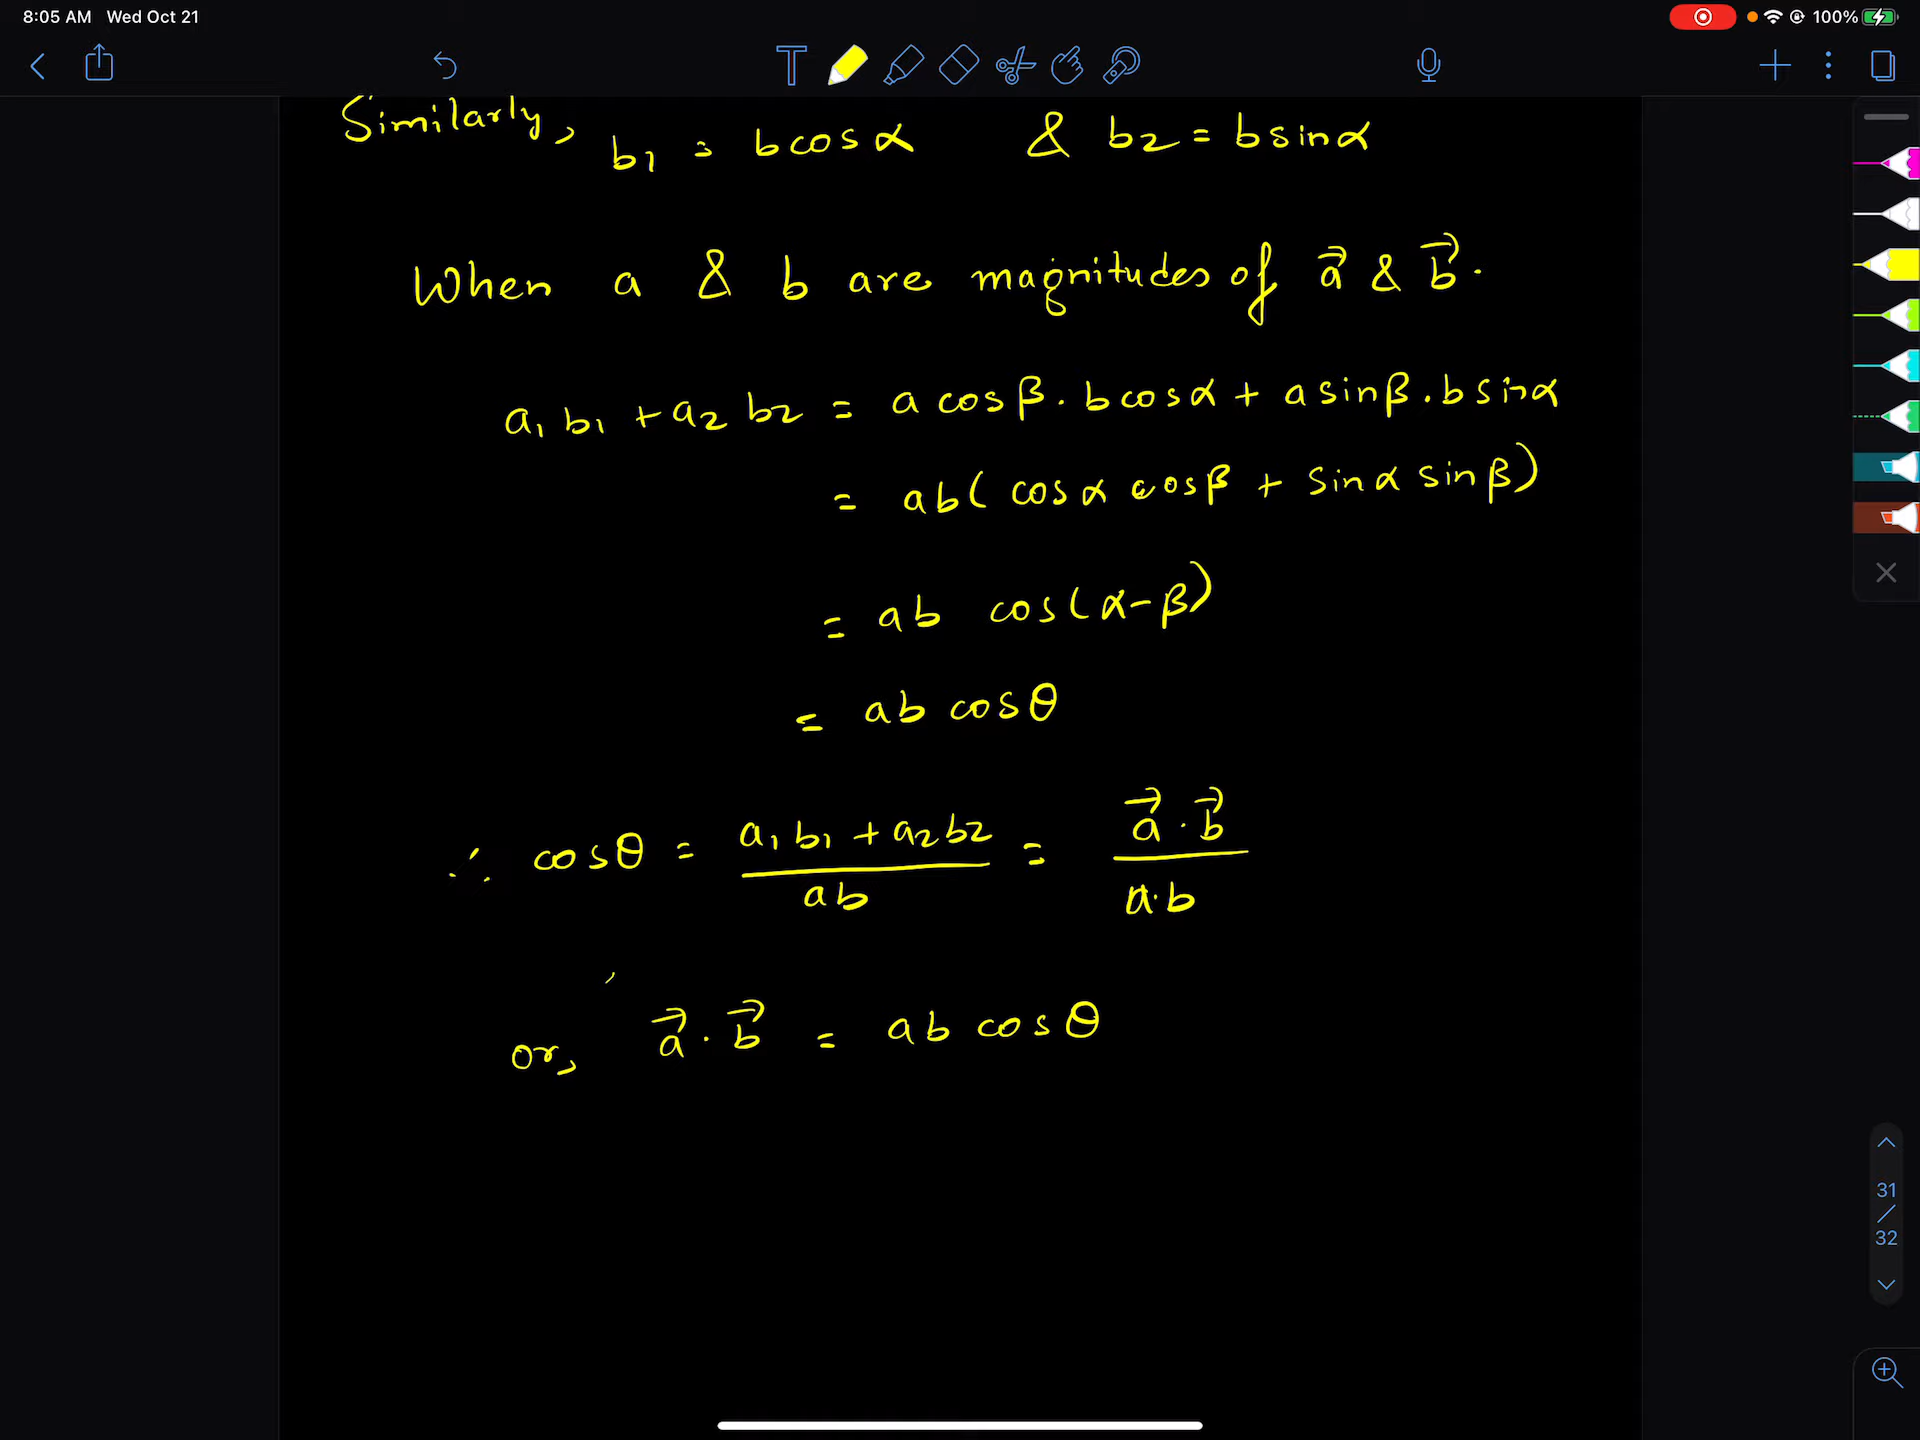 8:05 AM Wed Oct 21 100%
Similarly, b1 = b cos α & b2 = b sin α
When a & b are magnitudes of a⃗ & b⃗.
a1 b1 + a2 b2 = a cos β . b cos α + a sin β . b sin α
= ab( cos α cos β + sin α sin β)
= ab cos(α-β)
= ab cos θ
∴ cos θ = (a1 b1 + a2 b2)/(ab) = (a⃗ . b⃗)/(a.b)
or, a⃗ . b⃗ = ab cos θ
31
/
32